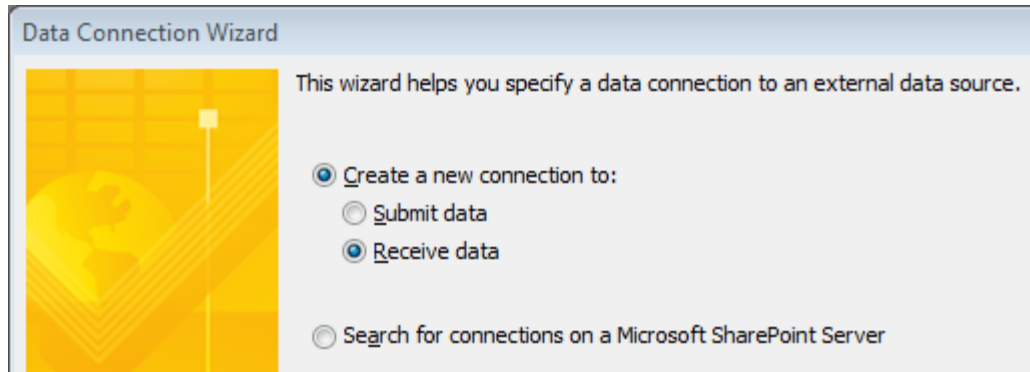 Data Connection Wizard
This wizard helps you specify a data connection to an external data source.
Create a new connection to:
Submit data
Receive data
Search for connections on a Microsoft SharePoint Server